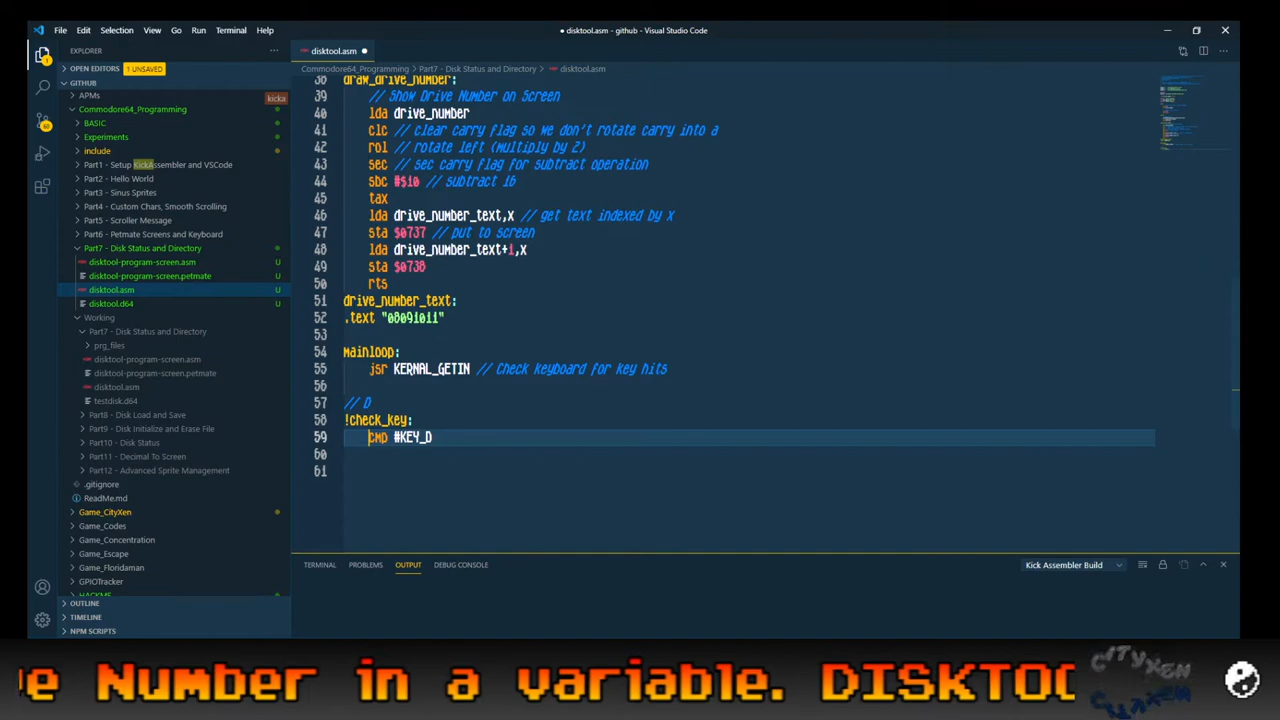 File Edit Selection View Go Run Terminal Help
● disktool.asm - github - Visual Studio Code
EXPLORER
disktool.asm
OPEN EDITORS 1 UNSAVED
Commodore64_Programming > Part7 - Disk Status and Directory > disktool.asm
GITHUB
APMs
kicka
Commodore64_Programming
BASIC
Experiments
include
Part1 - Setup KickAssembler and VSCode
Part2 - Hello World
Part3 - Sinus Sprites
Part4 - Custom Chars, Smooth Scrolling
Part5 - Scroller Message
Part6 - Petmate Screens and Keyboard
Part7 - Disk Status and Directory
disktool-program-screen.asm U
disktool-program-screen.petmate U
disktool.asm U
disktool.d64 U
Working
Part7 - Disk Status and Directory
prg_files
disktool-program-screen.asm
disktool-program-screen.petmate
disktool.asm
testdisk.d64
Part8 - Disk Load and Save
Part9 - Initialize and Erase File
Part10 - Disk Status
Part11 - Decimal To Screen
Part12 - Advanced Sprite Management
.gitignore
ReadMe.md
Game_CityXen
Game_Codes
Game_Concentration
Game_Escape
Game_Floridaman
GPIOTracker
HACKME
OUTLINE
TIMELINE
NPM SCRIPTS
38 draw_drive_number:
39 // Show Drive Number on Screen
40 lda drive_number
41 clc // clear carry flag so we don't rotate carry into a
42 rol // rotate left (multiply by 2)
43 sec // sec carry flag for subtract operation
44 sbc #$10 // subtract 16
45 tax
46 lda drive_number_text,x // get text indexed by x
47 sta $0737 // put to screen
48 lda drive_number_text+1,x
49 sta $0738
50 rts
51 drive_number_text:
52 .text "08091011"
53
54 mainloop:
55 jsr KERNAL_GETIN // Check keyboard for key hits
56
57 // D
58 !check_key:
59 cmp #KEY_D
60
61
TERMINAL PROBLEMS OUTPUT DEBUG CONSOLE
Kick Assembler Build
e Number in a variable. DISKTOO
CITYXEN